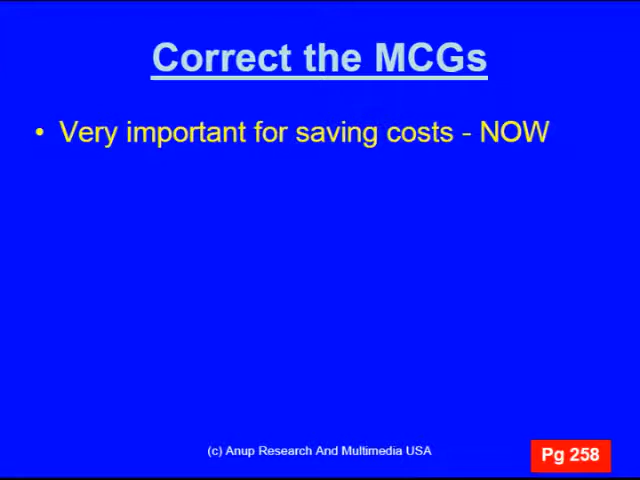 Correct the MCGs
• Very important for saving costs - NOW
(c) Anup Research And Multimedia USA
Pg 258